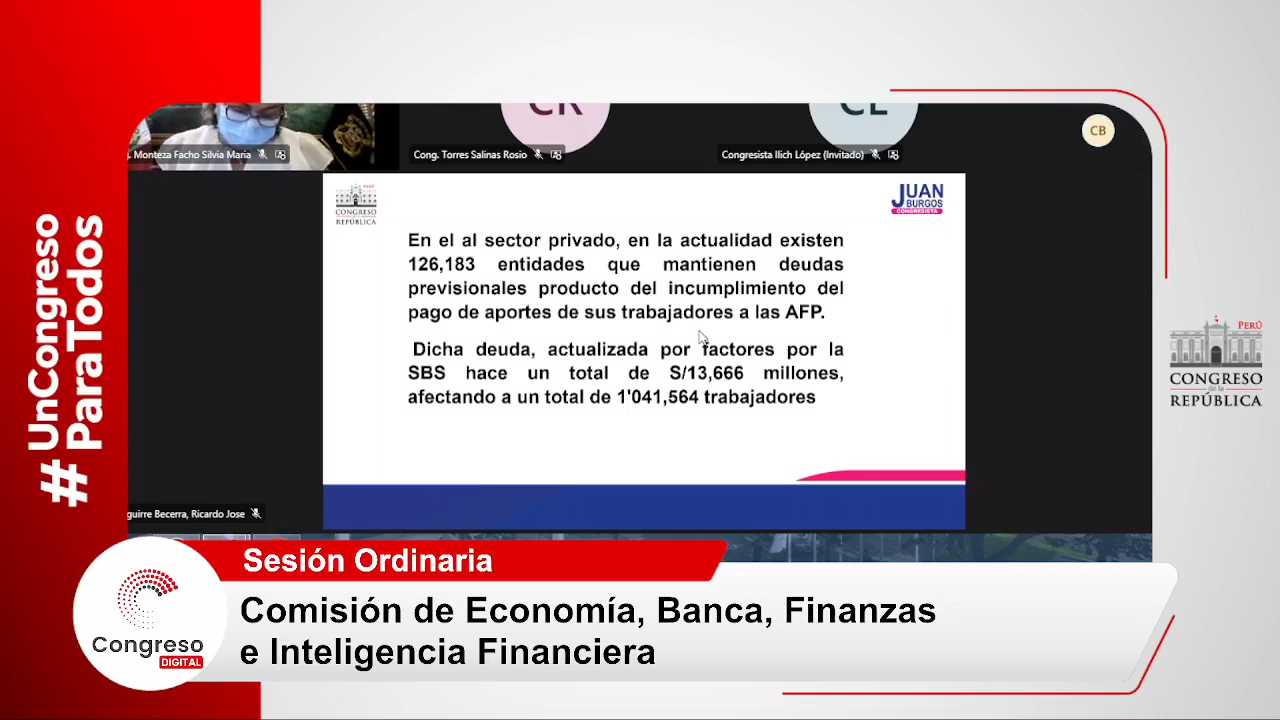 #UnCongreso
ParaTodos
CR
CL
CB
Monteza Facho Silvia Maria
Cong. Torres Salinas Rosio
Congresista Ilich López (Invitado)
PERÚ
CONGRESO
REPÚBLICA
JUAN
BURGOS
CONGRESISTA
En el al sector privado, en la actualidad existen
126,183 entidades que mantienen deudas
previsionales producto del incumplimiento del
pago de aportes de sus trabajadores a las AFP.
Dicha deuda, actualizada por factores por la
SBS hace un total de S/13,666 millones,
afectando a un total de 1'041,564 trabajadores
guirre Becerra, Ricardo Jose
PERÚ
CONGRESO
de la
REPÚBLICA
Sesión Ordinaria
Comisión de Economía, Banca, Finanzas
e Inteligencia Financiera
Congreso
DIGITAL